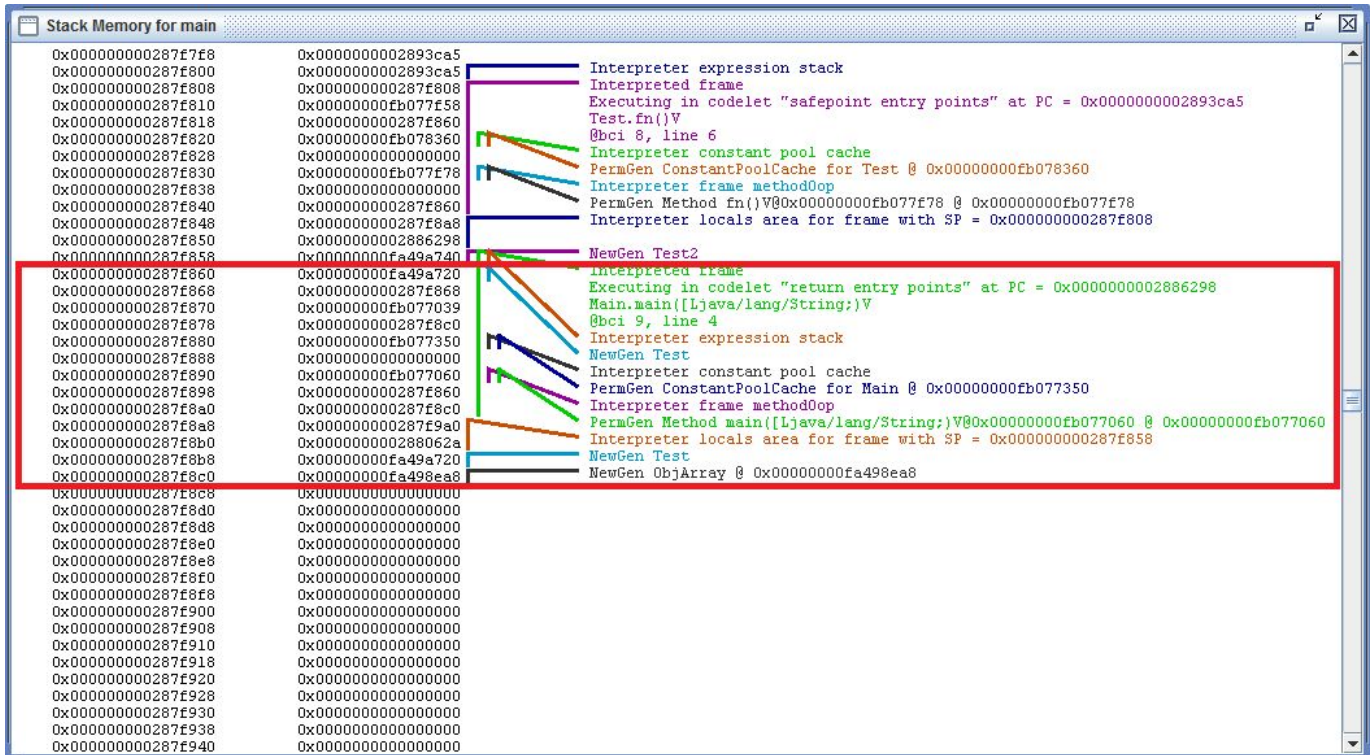 Stack Memory for main
0x000000000287f7f8 0x0000000002893ca5
0x000000000287f800 0x0000000002893ca5 Interpreter expression stack
0x000000000287f808 0x000000000287f808 Interpreted frame
0x000000000287f810 0x00000000fb077f58 Executing in codelet "safepoint entry points" at PC = 0x0000000002893ca5
0x000000000287f818 0x000000000287f860 Test.fn()V
0x000000000287f820 0x00000000fb078360 @bci 8, line 6
0x000000000287f828 0x0000000000000000 Interpreter constant pool cache
0x000000000287f830 0x00000000fb077f78 PermGen ConstantPoolCache for Test @ 0x00000000fb078360
0x000000000287f838 0x0000000000000000 Interpreter frame methodOop
0x000000000287f840 0x000000000287f860 PermGen Method fn()V@0x00000000fb077f78 @ 0x00000000fb077f78
0x000000000287f848 0x000000000287f8a8 Interpreter locals area for frame with SP = 0x000000000287f808
0x000000000287f850 0x0000000002886298
0x000000000287f858 0x00000000fa49a740 NewGen Test2
0x000000000287f860 0x00000000fa49a720 Interpreted frame
0x000000000287f868 0x000000000287f868 Executing in codelet "return entry points" at PC = 0x0000000002886298
0x000000000287f870 0x00000000fb077039 Main.main([Ljava/lang/String;)V
0x000000000287f878 0x000000000287f8c0 @bci 9, line 4
0x000000000287f880 0x00000000fb077350 Interpreter expression stack
0x000000000287f888 0x0000000000000000 NewGen Test
0x000000000287f890 0x00000000fb077060 Interpreter constant pool cache
0x000000000287f898 0x000000000287f860 PermGen ConstantPoolCache for Main @ 0x00000000fb077350
0x000000000287f8a0 0x000000000287f8c0 Interpreter frame methodOop
0x000000000287f8a8 0x000000000287f9a0 PermGen Method main([Ljava/lang/String;)V@0x00000000fb077060 @ 0x00000000fb077060
0x000000000287f8b0 0x000000000288062a Interpreter locals area for frame with SP = 0x000000000287f858
0x000000000287f8b8 0x00000000fa49a720 NewGen Test
0x000000000287f8c0 0x00000000fa498ea8 NewGen ObjArray @ 0x00000000fa498ea8
0x000000000287f8c8 0x0000000000000000
0x000000000287f8d0 0x0000000000000000
0x000000000287f8d8 0x0000000000000000
0x000000000287f8e0 0x0000000000000000
0x000000000287f8e8 0x0000000000000000
0x000000000287f8f0 0x0000000000000000
0x000000000287f8f8 0x0000000000000000
0x000000000287f900 0x0000000000000000
0x000000000287f908 0x0000000000000000
0x000000000287f910 0x0000000000000000
0x000000000287f918 0x0000000000000000
0x000000000287f920 0x0000000000000000
0x000000000287f928 0x0000000000000000
0x000000000287f930 0x0000000000000000
0x000000000287f938 0x0000000000000000
0x000000000287f940 0x0000000000000000